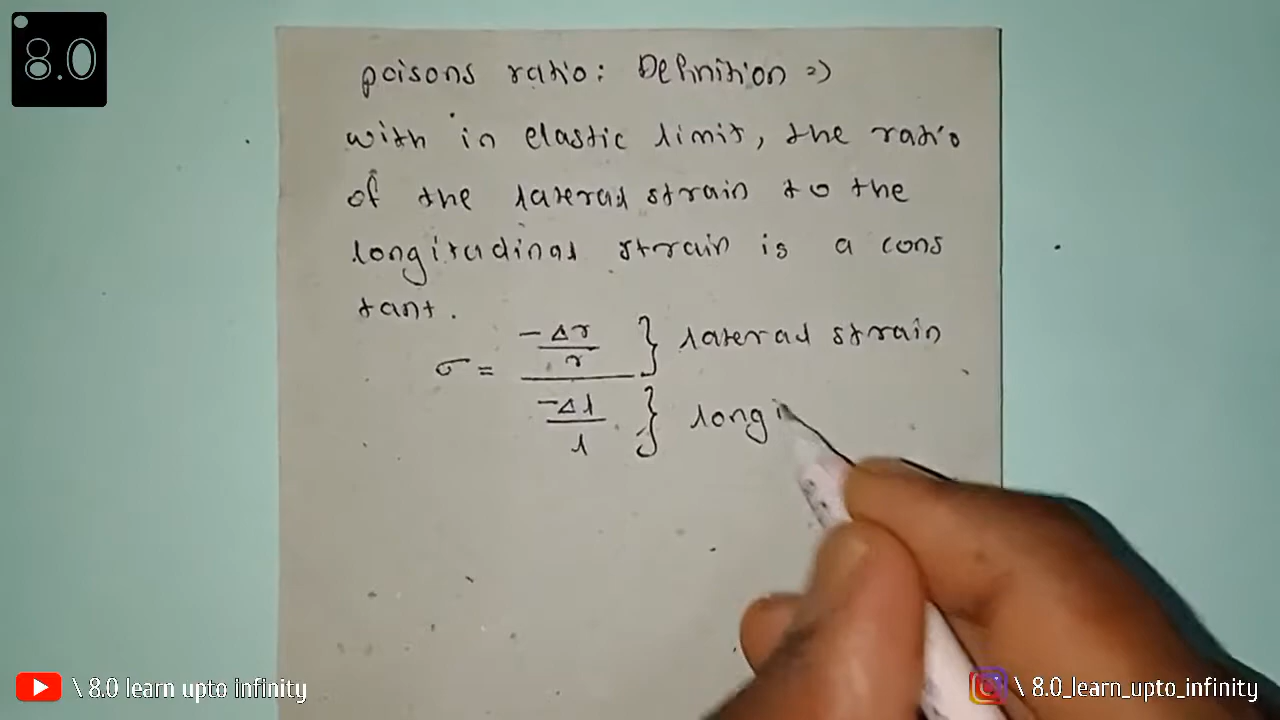 8.0
poisons ratio: Definition =>
with in elastic limit, the ratio
of the lateral strain to the
longitudinal strain is a cons
tant.
σ = (-Δr/r) / (-Δl/l)
} lateral strain
} longi
\ 8.0 learn upto infinity
\ 8.0_learn_upto_infinity